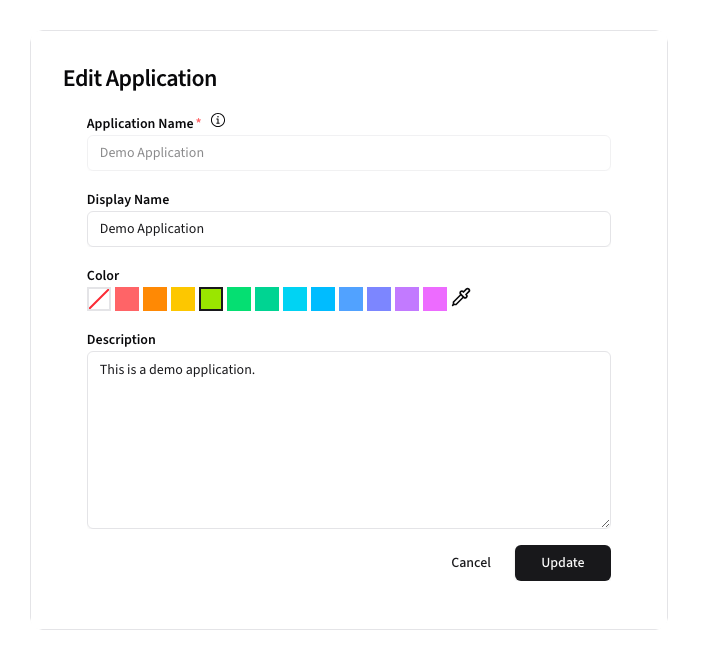 Edit Application
Application Name *
Demo Application
Display Name
Demo Application
Color
Description
This is a demo application.
Cancel Update